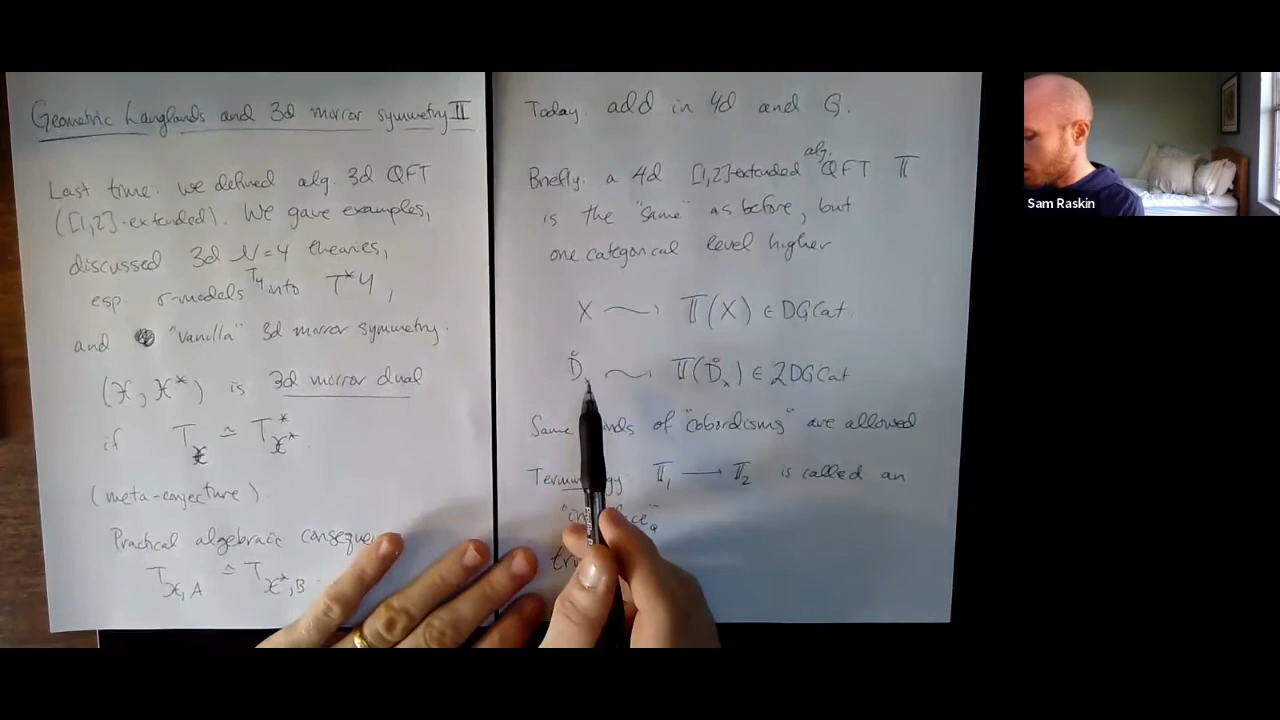 Geometric Langlands and 3d mirror symmetry II
Last time: we defined alg. 3d QFT
([1,2]-extended). We gave examples,
discussed 3d N=4 theories,
esp. σ-models T_Y into T*Y,
and "vanilla" 3d mirror symmetry.
(X, X*) is 3d mirror dual
if T_X ≃ T*_X*.
(meta-conjecture).
Practical algebraic
T_X,A ≃ T_X*,B.
Today: add in 4d and G.
Briefly: a 4d [1,2]-extended alg. QFT 𝕋
is the "same" as before, but
one categorical level higher
X ⇝ 𝕋(X) ∈ DGCat.
D̊ₓ ⇝ 𝕋(D̊ₓ) ∈ 2DGCat
Same of "cobordisms" are allowed
𝕋₁ → 𝕋₂ is called an
Sam Raskin